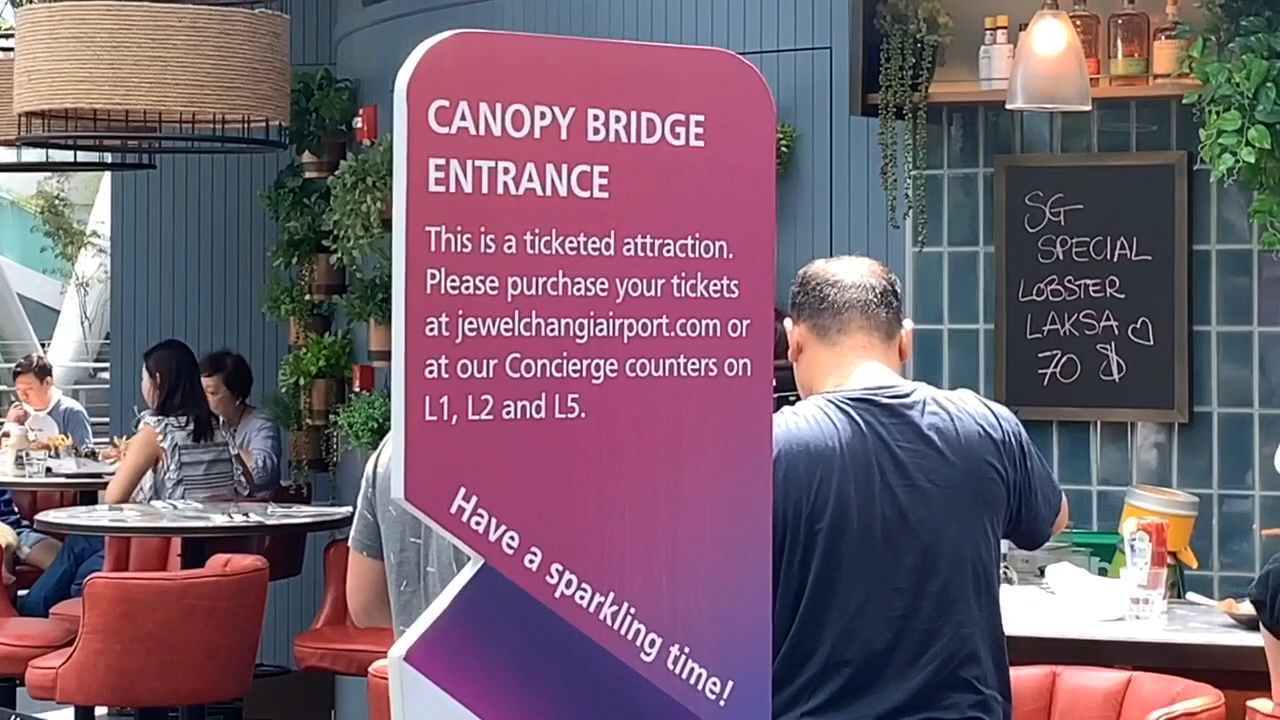 CANOPY BRIDGE
ENTRANCE
This is a ticketed attraction.
Please purchase your tickets
at jewelchangiairport.com or
at our Concierge counters on
L1, L2 and L5.
Have a sparkling time!
SG
SPECIAL
LOBSTER
LAKSA ♡
70 $